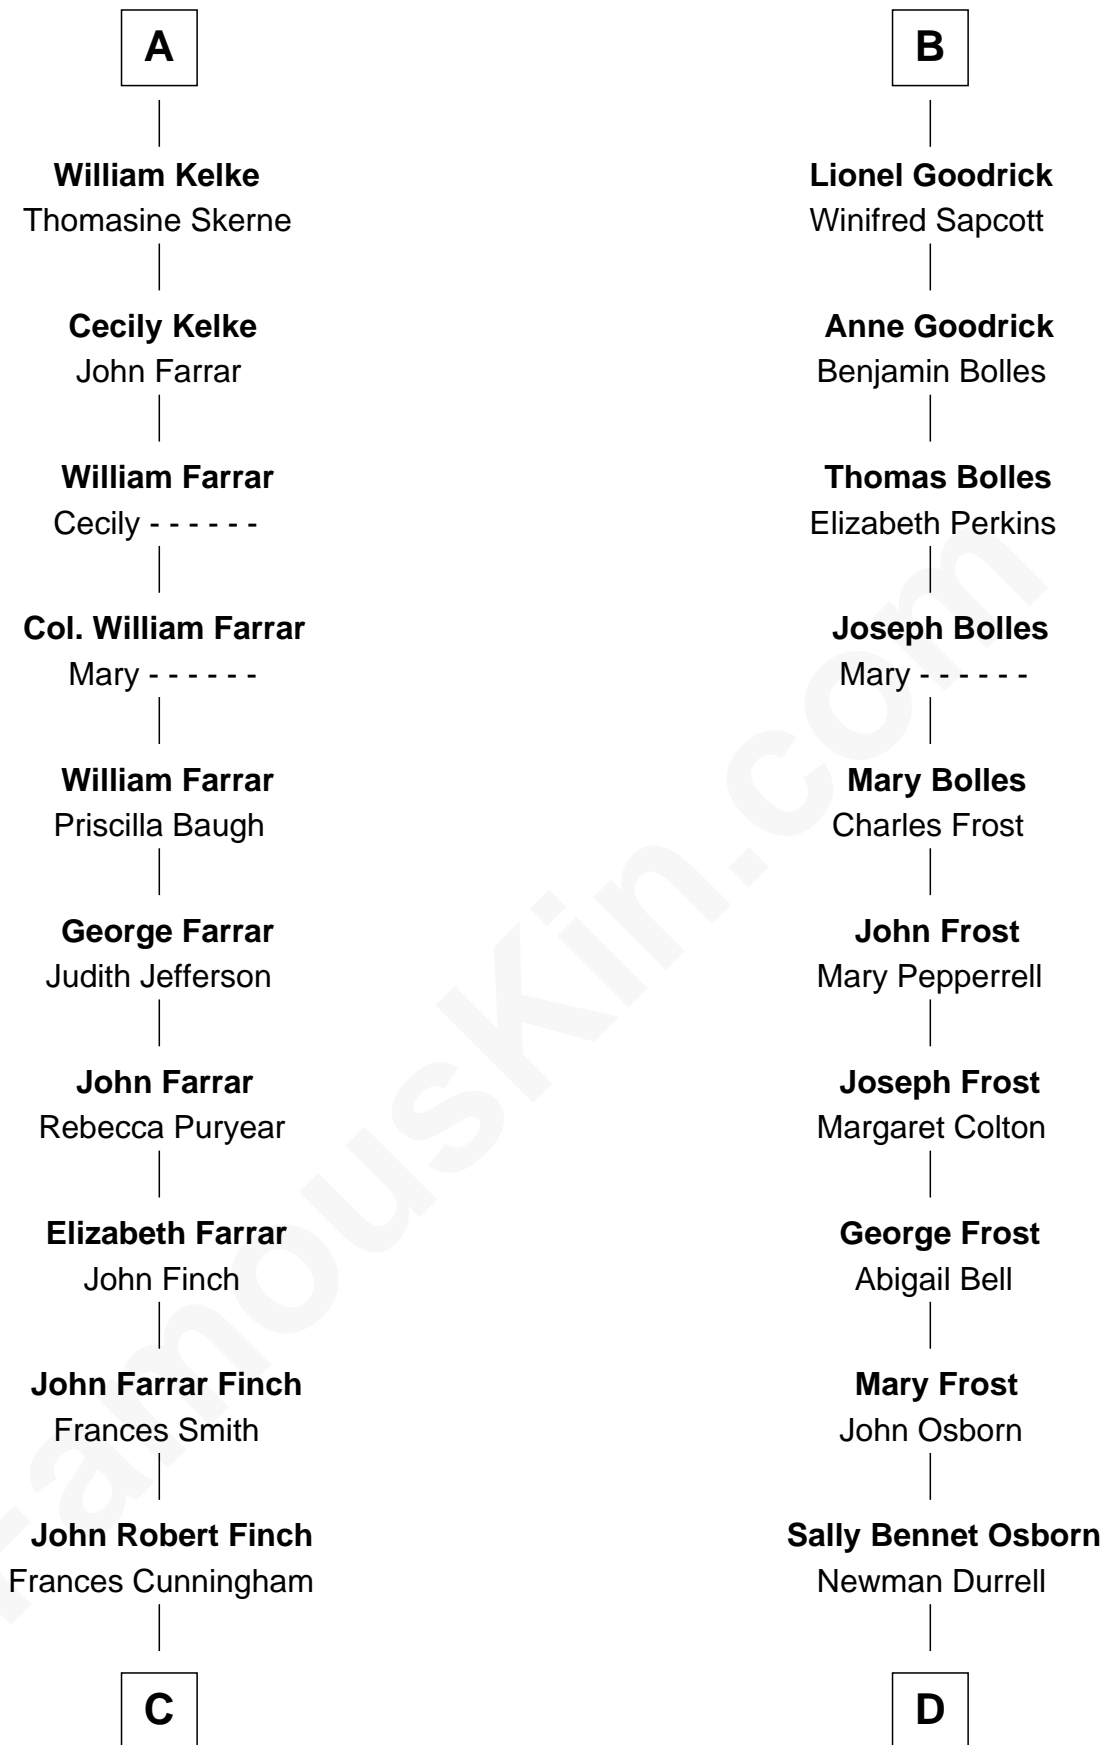 A
William Kelke
Thomasine Skerne
Cecily Kelke
John Farrar
William Farrar
Cecily - - - - - -
Col. William Farrar
Mary - - - - - -
William Farrar
Priscilla Baugh
George Farrar
Judith Jefferson
John Farrar
Rebecca Puryear
Elizabeth Farrar
John Finch
John Farrar Finch
Frances Smith
John Robert Finch
Frances Cunningham
C
B
Lionel Goodrick
Winifred Sapcott
Anne Goodrick
Benjamin Bolles
Thomas Bolles
Elizabeth Perkins
Joseph Bolles
Mary - - - - - -
Mary Bolles
Charles Frost
John Frost
Mary Pepperrell
Joseph Frost
Margaret Colton
George Frost
Abigail Bell
Mary Frost
John Osborn
Sally Bennet Osborn
Newman Durrell
D
FamousKin.com